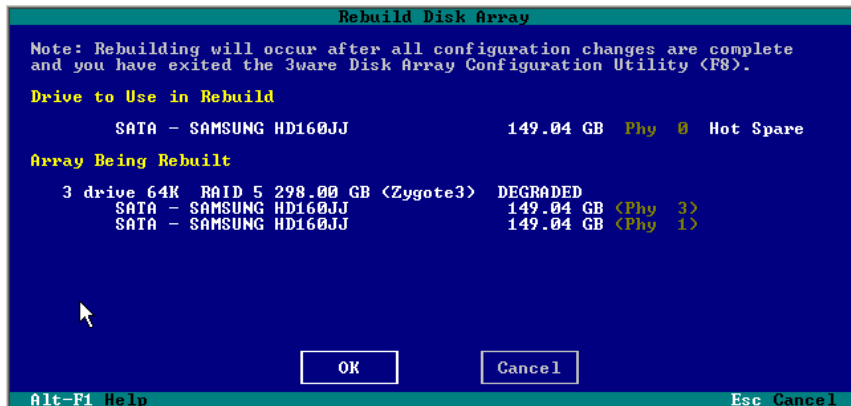 Rebuild Disk Array
Note: Rebuilding will occur after all configuration changes are complete
and you have exited the 3ware Disk Array Configuration Utility (F8).
Drive to Use in Rebuild
SATA - SAMSUNG HD160JJ 149.04 GB Phy 0 Hot Spare
Array Being Rebuilt
3 drive 64K RAID 5 298.00 GB (Zygote3) DEGRADED
SATA - SAMSUNG HD160JJ 149.04 GB (Phy 3)
SATA - SAMSUNG HD160JJ 149.04 GB (Phy 1)
OK Cancel
Alt-F1 Help Esc Cancel